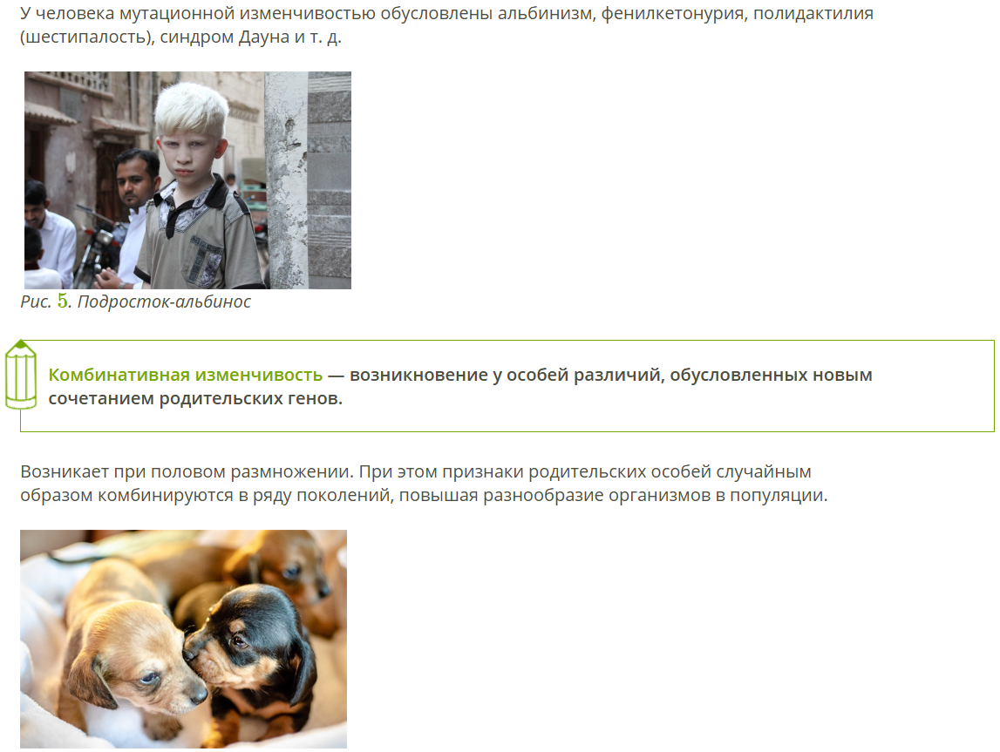 У человека мутационной изменчивостью обусловлены альбинизм, фенилкетонурия, полидактилия
(шестипалость), синдром Дауна и т. д.
Рис. 5. Подросток-альбинос
Комбинативная изменчивость — возникновение у особей различий, обусловленных новым
сочетанием родительских генов.
Возникает при половом размножении. При этом признаки родительских особей случайным
образом комбинируются в ряду поколений, повышая разнообразие организмов в популяции.